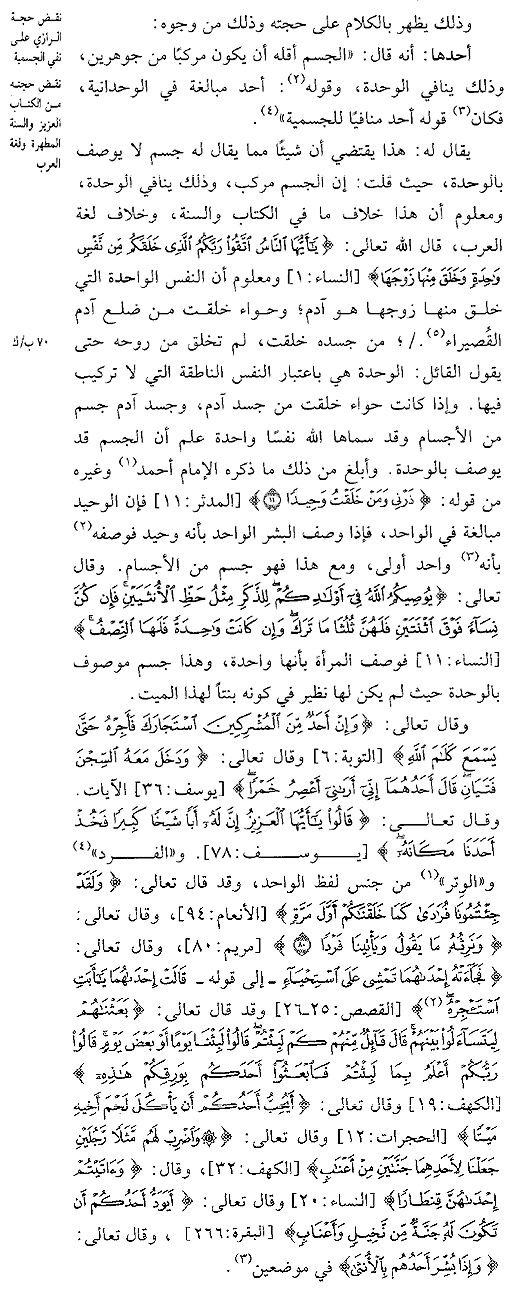 وذلك يظهر بالكلام على حجته وذلك من وجوه:
نقض حجة
الرازي على
نفي الجسمية
أحدها: أنه قال: «الجسم أقله أن يكون مركبًا من جوهرين،
وذلك ينافي الوحدة، وقوله(٢): أحد مبالغة في الوحدانية،
فكان(٣) قوله أحد منافيًا للجسمية»(٤).
نقض حجته
من الكتاب
العزيز والسنة
المطهرة ولغة
العرب
يقال له: هذا يقتضي أن شيئًا مما يقال له جسم لا يوصف
بالوحدة، حيث قلت: إن الجسم مركب، وذلك ينافي الوحدة،
ومعلوم أن هذا خلاف ما في الكتاب والسنة، وخلاف لغة
العرب، قال الله تعالى: ﴿ يَٰٓأَيُّهَا ٱلنَّاسُ ٱتَّقُوا۟ رَبَّكُمُ ٱلَّذِى خَلَقَكُم مِّن نَّفْسٍ
وَٰحِدَةٍ وَخَلَقَ مِنْهَا زَوْجَهَا﴾ [النساء:١] ومعلوم أن النفس الواحدة التي
خلق منها زوجها هو آدم؛ وحواء خلقت من ضلع آدم
القُصيراء(٥)./؛ من جسده خلقت، لم تخلق من روحه حتى
٧٠ ب/ك
يقول القائل: الوحدة هي باعتبار النفس الناطقة التي لا تركيب
فيها. وإذا كانت حواء خلقت من جسد آدم، وجسد آدم جسم
من الأجسام وقد سماها الله نفسًا واحدة علم أن الجسم قد
يوصف بالوحدة. وأبلغ من ذلك ما ذكره الإمام أحمد(١) وغيره
من قوله: ﴿ ذَرْنِى وَمَنْ خَلَقْتُ وَحِيدًا ۝١١ ﴾ [المدثر:١١] فإن الوحيد
مبالغة في الواحد، فإذا وصف البشر الواحد بأنه وحيد فوصفه(٢)
بأنه(٣) واحد أولى، ومع هذا فهو جسم من الأجسام. وقال
تعالى: ﴿ يُوصِيكُمُ ٱللَّهُ فِىٓ أَوْلَٰدِكُمْ ۖ لِلذَّكَرِ مِثْلُ حَظِّ ٱلْأُنثَيَيْنِ ۚ فَإِن كُنَّ
نِسَآءً فَوْقَ ٱثْنَتَيْنِ فَلَهُنَّ ثُلُثَا مَا تَرَكَ ۖ وَإِن كَانَتْ وَٰحِدَةً فَلَهَا ٱلنِّصْفُ ۚ ﴾
[النساء:١١] فوصف المرأة بأنها واحدة، وهذا جسم موصوف
بالوحدة حيث لم يكن لها نظير في كونه بنتاً لهذا الميت.
وقال تعالى: ﴿ وَإِنْ أَحَدٌ مِّنَ ٱلْمُشْرِكِينَ ٱسْتَجَارَكَ فَأَجِرْهُ حَتَّىٰ
يَسْمَعَ كَلَٰمَ ٱللَّهِ ﴾ [التوبة:٦] وقال تعالى: ﴿ وَدَخَلَ مَعَهُ ٱلسِّجْنَ
فَتَيَانِ ۖ قَالَ أَحَدُهُمَآ إِنِّىٓ أَرَىٰنِىٓ أَعْصِرُ خَمْرًا ۖ ﴾ [يوسف:٣٦] الآيات.
وقال تعالى: ﴿ قَالُوا۟ يَٰٓأَيُّهَا ٱلْعَزِيزُ إِنَّ لَهُۥٓ أَبًا شَيْخًا كَبِيرًا فَخُذْ
أَحَدَنَا مَكَانَهُۥٓ ۖ ﴾ [يوسف:٧٨]. و«الفرد»(٤)
و«الوتر»(١) من جنس لفظ الواحد، وقد قال تعالى: ﴿ وَلَقَدْ
جِئْتُمُونَا فُرَٰدَىٰ كَمَا خَلَقْنَٰكُمْ أَوَّلَ مَرَّةٍ ﴾ [الأنعام:٩٤]، وقال تعالى:
﴿ وَنَرِثُهُۥ مَا يَقُولُ وَيَأْتِينَا فَرْدًا ۝٨٠ ﴾ [مريم:٨٠]، وقال تعالى:
﴿ فَجَآءَتْهُ إِحْدَىٰهُمَا تَمْشِى عَلَى ٱسْتِحْيَآءٍ ـ إلى قوله ـ قَالَتْ إِحْدَىٰهُمَا يَٰٓأَبَتِ
ٱسْتَـْٔجِرْهُ ۖ(٢)﴾ [القصص:٢٥-٢٦] وقد قال تعالى: ﴿ بَعَثْنَٰهُمْ
لِيَتَسَآءَلُوا۟ بَيْنَهُمْ ۚ قَالَ قَآئِلٌ مِّنْهُمْ كَمْ لَبِثْتُمْ ۖ قَالُوا۟ لَبِثْنَا يَوْمًا أَوْ بَعْضَ يَوْمٍ ۚ قَالُوا۟
رَبُّكُمْ أَعْلَمُ بِمَا لَبِثْتُمْ فَٱبْعَثُوٓا۟ أَحَدَكُم بِوَرِقِكُمْ هَٰذِهِۦٓ ﴾
[الكهف:١٩] وقال تعالى: ﴿ أَيُحِبُّ أَحَدُكُمْ أَن يَأْكُلَ لَحْمَ أَخِيهِ
مَيْتًا ﴾ [الحجرات:١٢] وقال تعالى: ﴿ ۞ وَٱضْرِبْ لَهُم مَّثَلًا رَّجُلَيْنِ
جَعَلْنَا لِأَحَدِهِمَا جَنَّتَيْنِ مِنْ أَعْنَٰبٍ﴾ [الكهف:٣٢]، وقال: ﴿ وَءَاتَيْتُمْ
إِحْدَىٰهُنَّ قِنطَارًا﴾ [النساء:٢٠] وقال تعالى: ﴿ أَيَوَدُّ أَحَدُكُمْ أَن
تَكُونَ لَهُۥ جَنَّةٌ مِّن نَّخِيلٍ وَأَعْنَابٍ﴾ [البقرة:٢٦٦] ، وقال تعالى:
﴿ وَإِذَا بُشِّرَ أَحَدُهُم بِٱلْأُنثَىٰ﴾ في موضعين(٣).